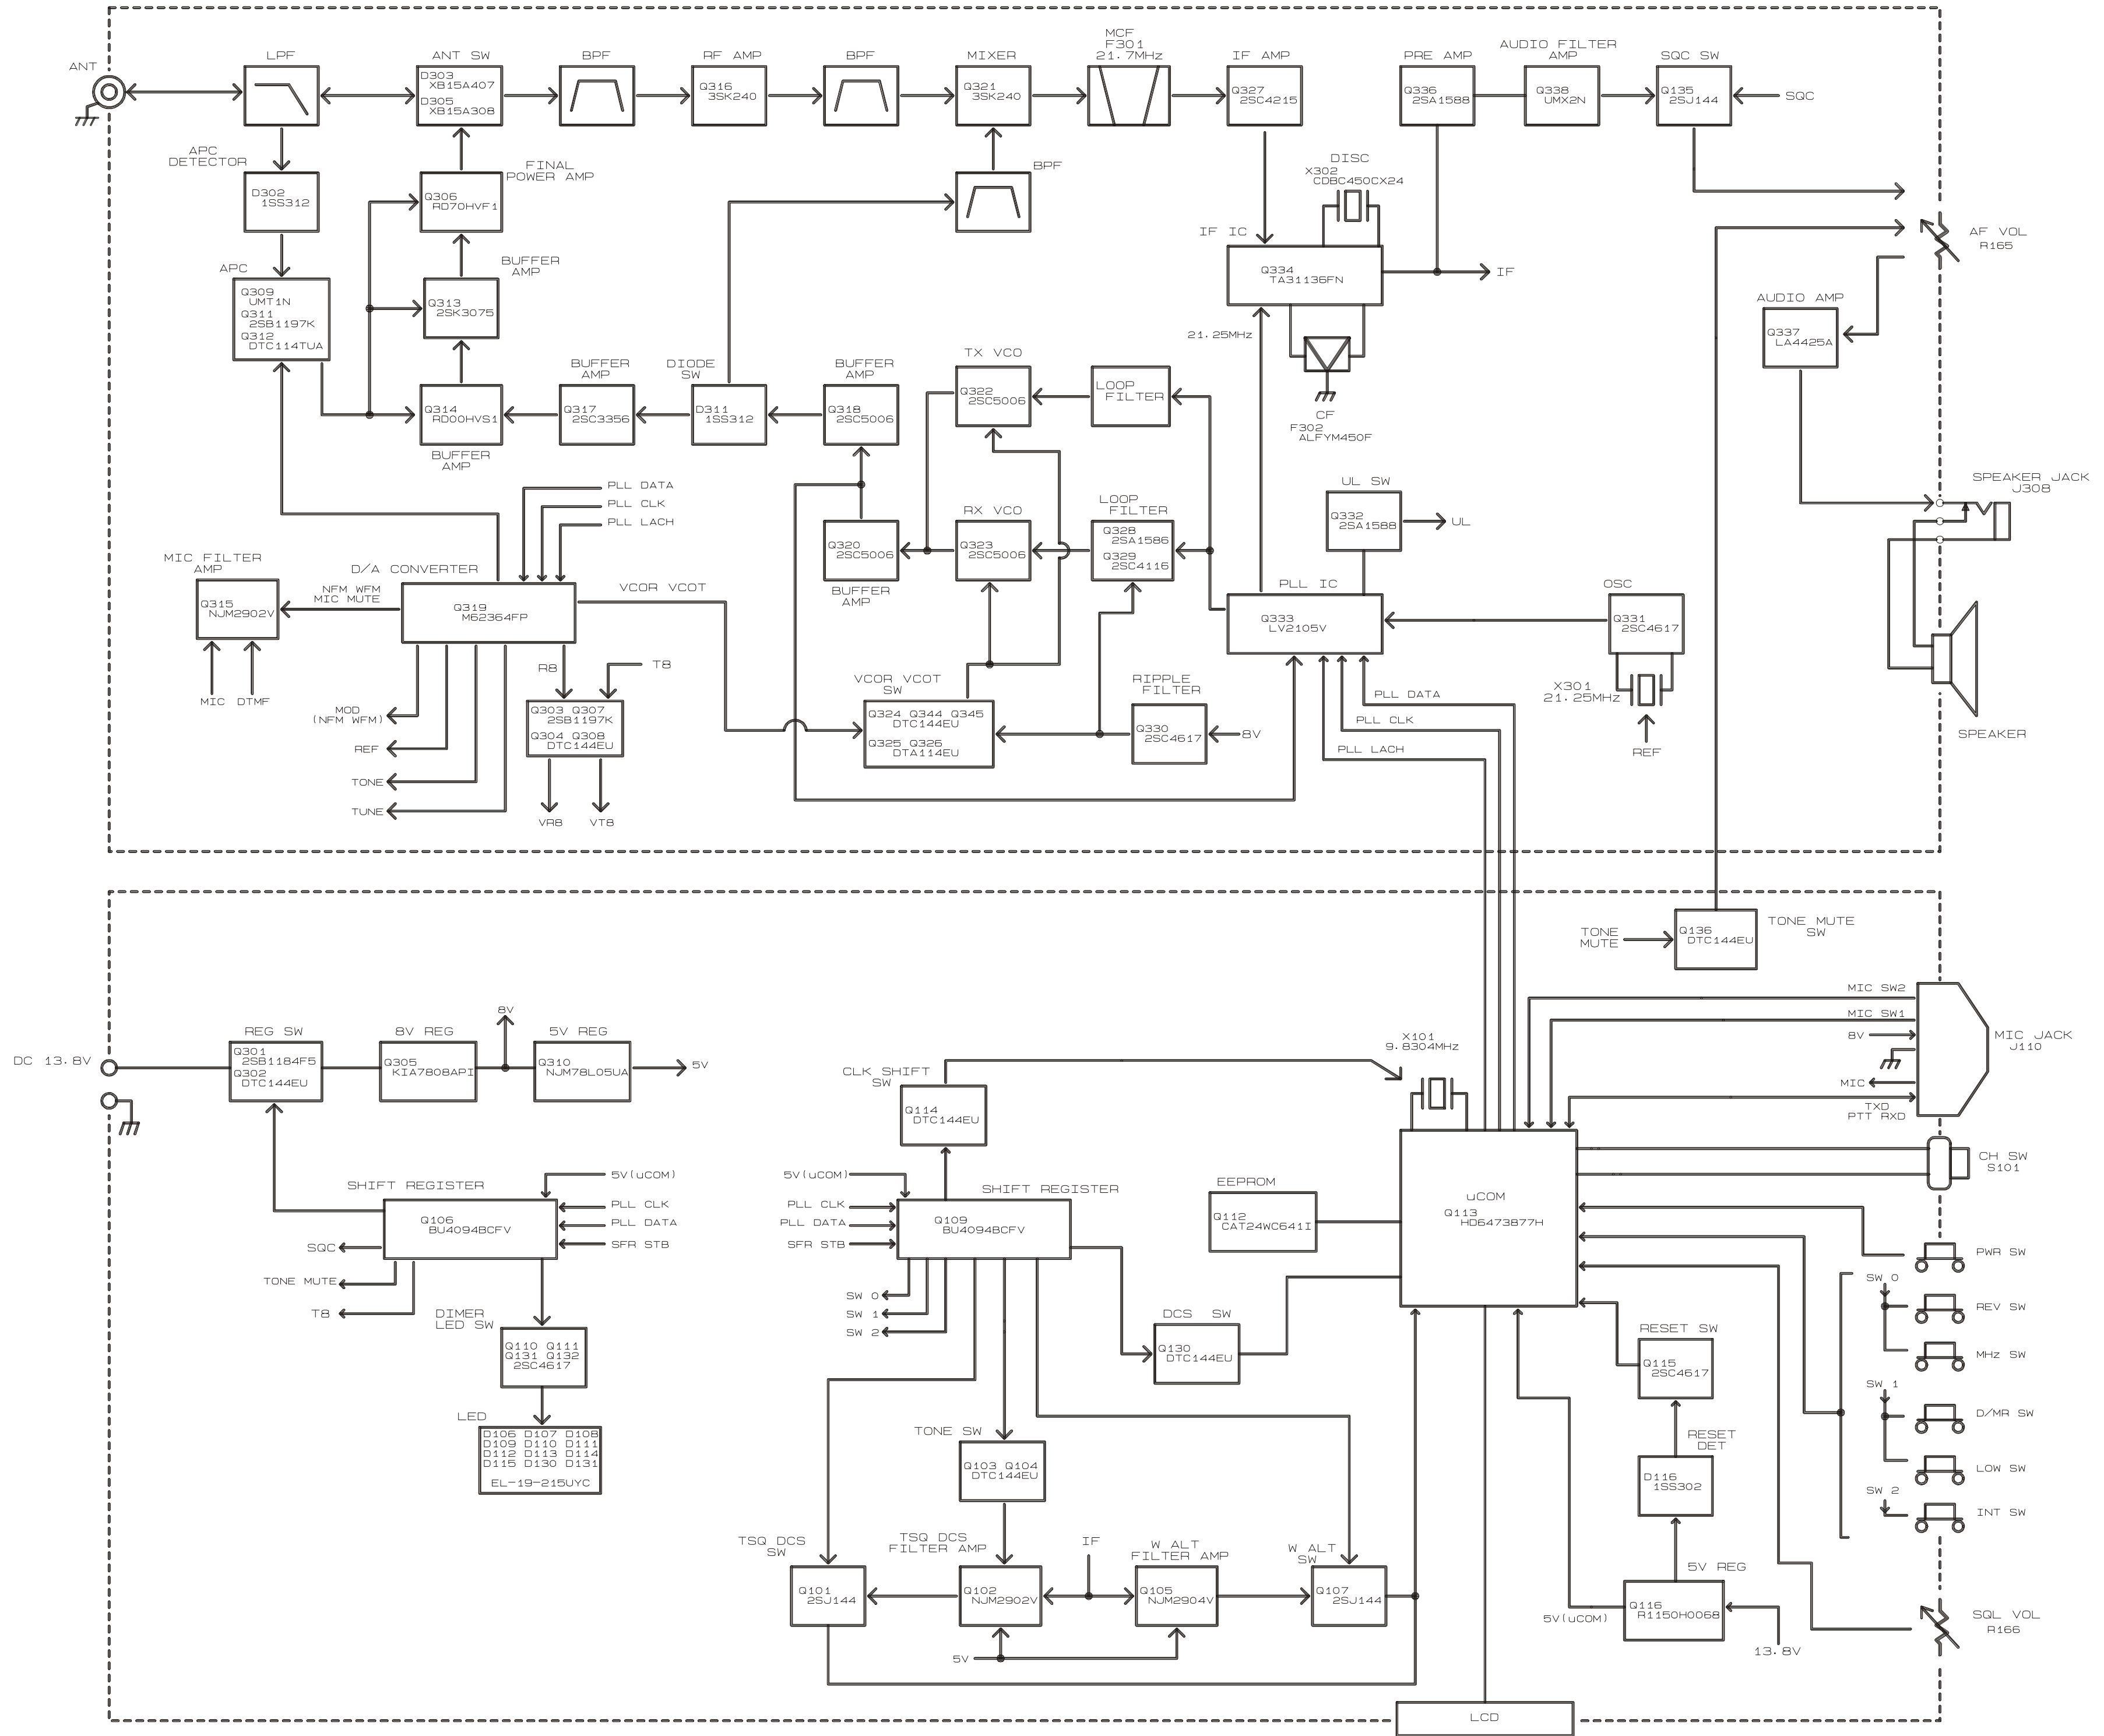 ANT
LPF
ANT SW
D303
XB15A407
D305
XB15A308
BPF
RF AMP
Q316
3SK240
BPF
MIXER
Q321
3SK240
MCF
F301
21.7MHz
IF AMP
Q327
2SC4215
PRE AMP
Q336
2SA1588
AUDIO FILTER
AMP
Q338
UMX2N
SQC SW
Q135
2SJ144
SQC
APC
DETECTOR
D302
1SS312
FINAL
POWER AMP
Q306
RD70HVF1
BPF
DISC
X302
CDBC450CX24
IF IC
Q334
TA31136FN
IF
AF VOL
R165
APC
Q309
UMT1N
Q311
2SB1197K
Q312
DTC114TUA
BUFFER
AMP
Q313
2SK3075
21.25MHz
CF
F302
ALFYM450F
AUDIO AMP
Q337
LA4425A
Q314
RD00HVS1
BUFFER
AMP
BUFFER
AMP
Q317
2SC3356
DIODE
SW
D311
1SS312
BUFFER
AMP
Q318
2SC5006
TX VCO
Q322
2SC5006
LOOP
FILTER
PLL DATA
PLL CLK
PLL LACH
Q320
2SC5006
BUFFER
AMP
RX VCO
Q323
2SC5006
LOOP
FILTER
Q328
2SA1586
Q329
2SC4116
UL SW
Q332
2SA1588
UL
SPEAKER JACK
J308
MIC FILTER
AMP
Q315
NJM2902V
MIC DTMF
NFM WFM
MIC MUTE
D/A CONVERTER
Q319
M62364FP
VCOR VCOT
PLL IC
Q333
LV2105V
OSC
Q331
2SC4617
X301
21.25MHz
REF
R8
T8
Q303 Q307
2SB1197K
Q304 Q308
DTC144EU
VR8
VT8
MOD
(NFM WFM)
REF
TONE
TUNE
VCOR VCOT
SW
Q324 Q344 Q345
DTC144EU
Q325 Q326
DTA114EU
RIPPLE
FILTER
Q330
2SC4617
8V
PLL DATA
PLL CLK
PLL LACH
SPEAKER
TONE
MUTE
Q136
DTC144EU
TONE MUTE
SW
DC 13.8V
REG SW
Q301
2SB1184F5
Q302
DTC144EU
8V REG
Q305
KIA7808API
8V
5V REG
Q310
NJM78L05UA
5V
CLK SHIFT
SW
Q114
DTC144EU
X101
9.8304MHz
MIC SW2
MIC SW1
8V
MIC
TXD
PTT RXD
MIC JACK
J110
CH SW
S101
SHIFT REGISTER
Q106
BU4094BCFV
5V(uCOM)
PLL CLK
PLL DATA
SFR STB
SQC
TONE MUTE
T8
DIMER
LED SW
Q110 Q111
Q131 Q132
2SC4617
LED
D106 D107 D108
D109 D110 D111
D112 D113 D114
D115 D130 D131
EL-19-215UYC
5V(uCOM)
PLL CLK
PLL DATA
SFR STB
SHIFT REGISTER
Q109
BU4094BCFV
SW 0
SW 1
SW 2
EEPROM
Q112
CAT24WC641I
uCOM
Q113
HD6473877H
DCS SW
Q130
DTC144EU
PWR SW
SW 0
REV SW
MHz SW
SW 1
D/MR SW
LOW SW
SW 2
INT SW
RESET SW
Q115
2SC4617
RESET
DET
D116
1SS302
5V REG
Q116
R1150H0068
5V(uCOM)
13.8V
SQL VOL
R166
TONE SW
Q103 Q104
DTC144EU
TSQ DCS
SW
Q101
2SJ144
TSQ DCS
FILTER AMP
Q102
NJM2902V
IF
W ALT
FILTER AMP
Q105
NJM2904V
W ALT
SW
Q107
2SJ144
5V
LCD